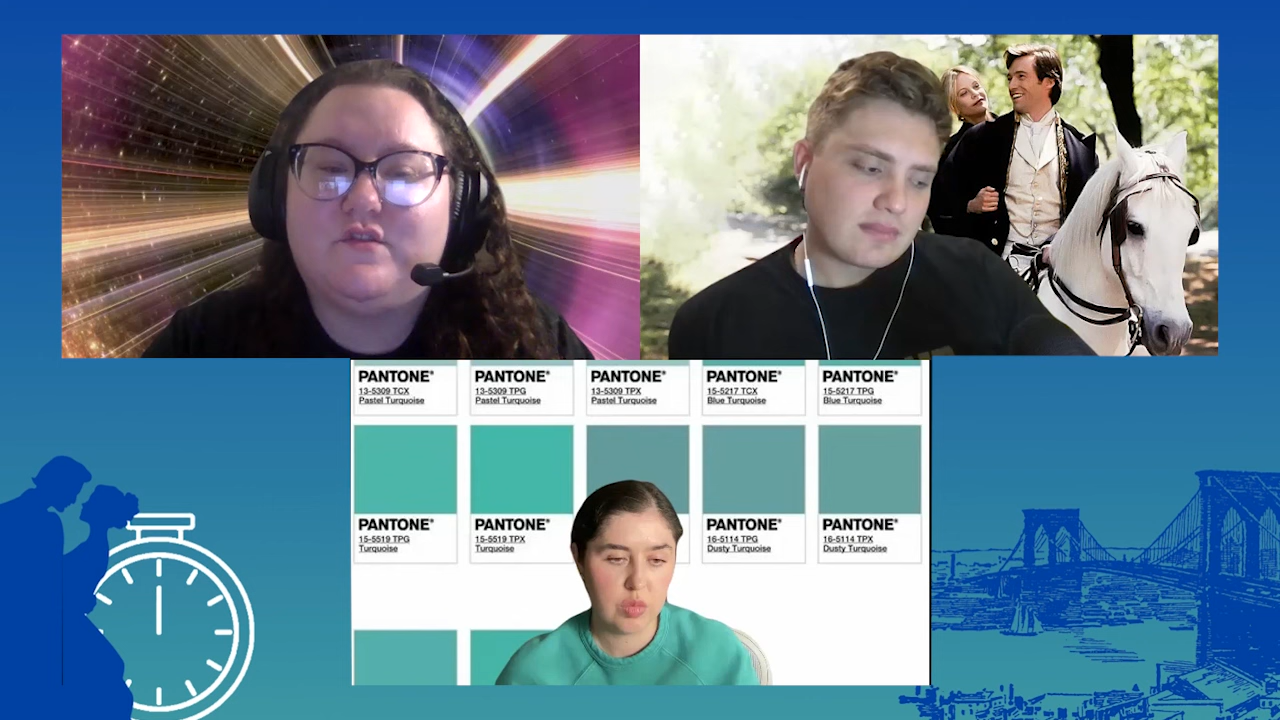 PANTONE®
13-5309 TCX
Pastel Turquoise
PANTONE®
13-5309 TPG
Pastel Turquoise
PANTONE®
13-5309 TPX
Pastel Turquoise
PANTONE®
15-5217 TCX
Blue Turquoise
PANTONE®
15-5217 TPG
Blue Turquoise
PANTONE®
15-5519 TPG
Turquoise
PANTONE®
15-5519 TPX
Turquoise
PANTONE®
16-5114 TPG
Dusty Turquoise
PANTONE®
16-5114 TPX
Dusty Turquoise